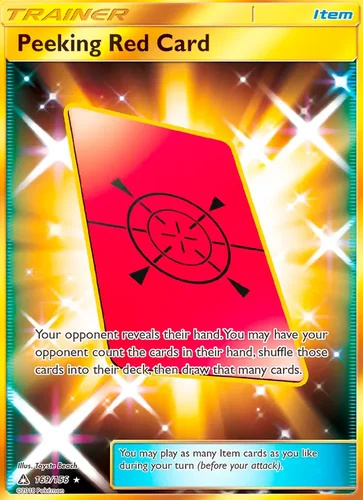 TRAINER Item
Peeking Red Card
Your opponent reveals their hand. You may have your
opponent count the cards in their hand, shuffle those
cards into their deck, then draw that many cards.
Illus. Toyste Beach
169/156 ★
©2018 Pokémon
You may play as many Item cards as you like
during your turn (before your attack).